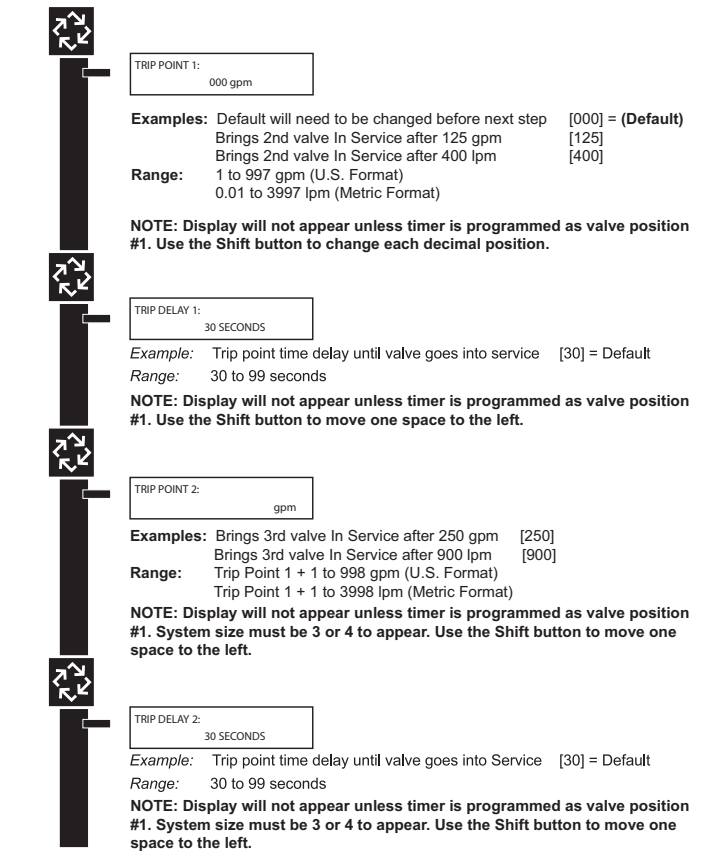 TRIP POINT 1:
000 gpm
Examples: Default will need to be changed before next step [000] = (Default)
Brings 2nd valve In Service after 125 gpm [125]
Brings 2nd valve In Service after 400 lpm [400]
Range: 1 to 997 gpm (U.S. Format)
0.01 to 3997 lpm (Metric Format)
NOTE: Display will not appear unless timer is programmed as valve position
#1. Use the Shift button to change each decimal position.
TRIP DELAY 1:
30 SECONDS
Example: Trip point time delay until valve goes into service [30] = Default
Range: 30 to 99 seconds
NOTE: Display will not appear unless timer is programmed as valve position
#1. Use the Shift button to move one space to the left.
TRIP POINT 2:
gpm
Examples: Brings 3rd valve In Service after 250 gpm [250]
Brings 3rd valve In Service after 900 lpm [900]
Range: Trip Point 1 + 1 to 998 gpm (U.S. Format)
Trip Point 1 + 1 to 3998 lpm (Metric Format)
NOTE: Display will not appear unless timer is programmed as valve position
#1. System size must be 3 or 4 to appear. Use the Shift button to move one
space to the left.
TRIP DELAY 2:
30 SECONDS
Example: Trip point time delay until valve goes into Service [30] = Default
Range: 30 to 99 seconds
NOTE: Display will not appear unless timer is programmed as valve position
#1. System size must be 3 or 4 to appear. Use the Shift button to move one
space to the left.